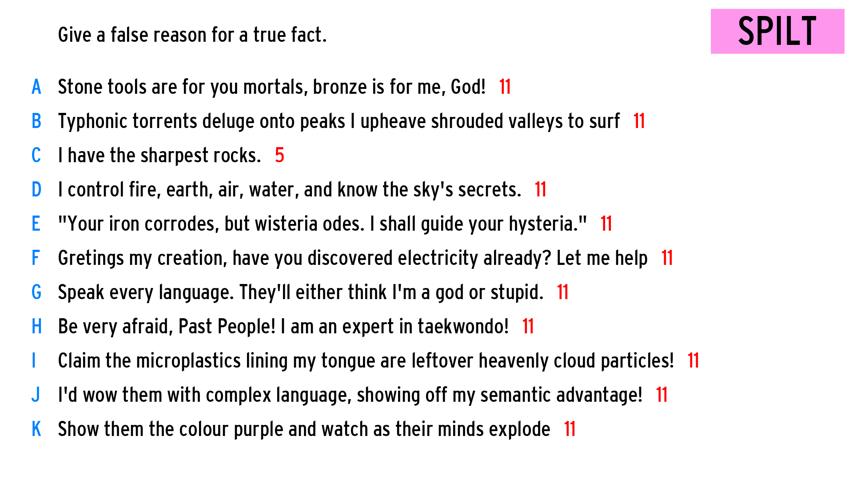 Give a false reason for a true fact.
SPILT
A Stone tools are for you mortals, bronze is for me, God! 11
B Typhonic torrents deluge onto peaks I upheave shrouded valleys to surf 11
C I have the sharpest rocks. 5
D I control fire, earth, air, water, and know the sky's secrets. 11
E "Your iron corrodes, but wisteria odes. I shall guide your hysteria." 11
F Gretings my creation, have you discovered electricity already? Let me help 11
G Speak every language. They'll either think I'm a god or stupid. 11
H Be very afraid, Past People! I am an expert in taekwondo! 11
I Claim the microplastics lining my tongue are leftover heavenly cloud particles! 11
J I'd wow them with complex language, showing off my semantic advantage! 11
K Show them the colour purple and watch as their minds explode 11